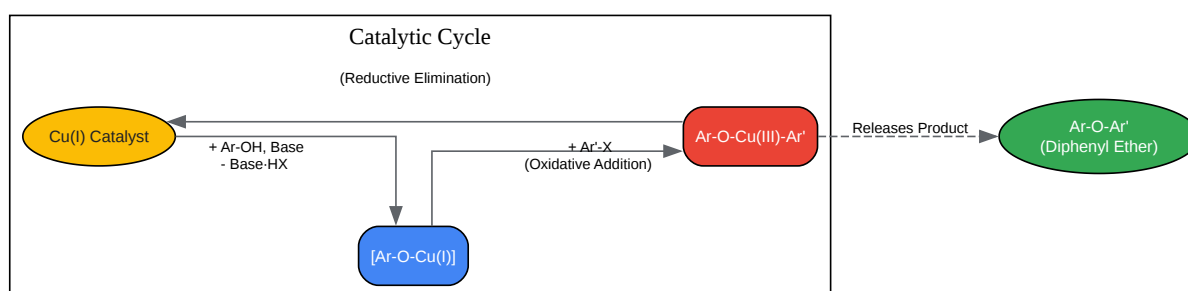 Catalytic Cycle
(Reductive Elimination)
Cu(I) Catalyst
+ Ar-OH, Base
- Base·HX
[Ar-O-Cu(I)]
+ Ar'-X
(Oxidative Addition)
Ar-O-Cu(III)-Ar'
Releases Product
Ar-O-Ar'
(Diphenyl Ether)